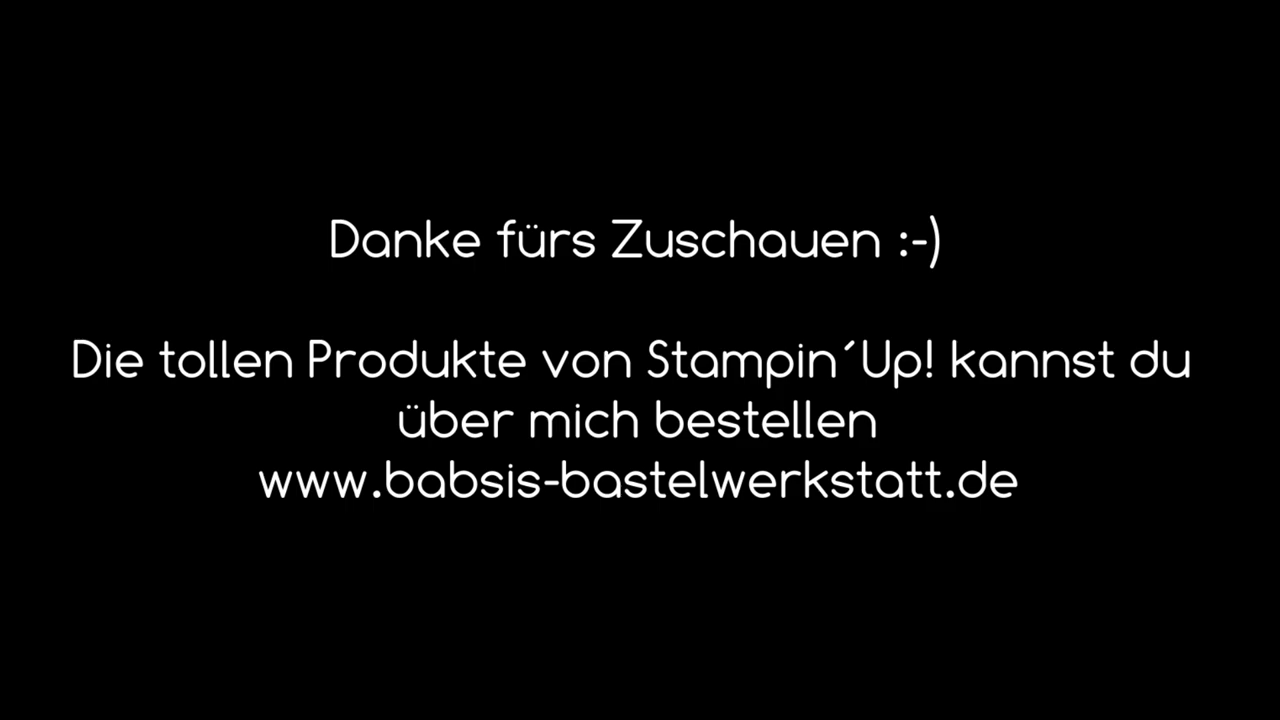 Danke fürs Zuschauen :-)
Die tollen Produkte von Stampin´Up! kannst du
über mich bestellen
www.babsis-bastelwerkstatt.de